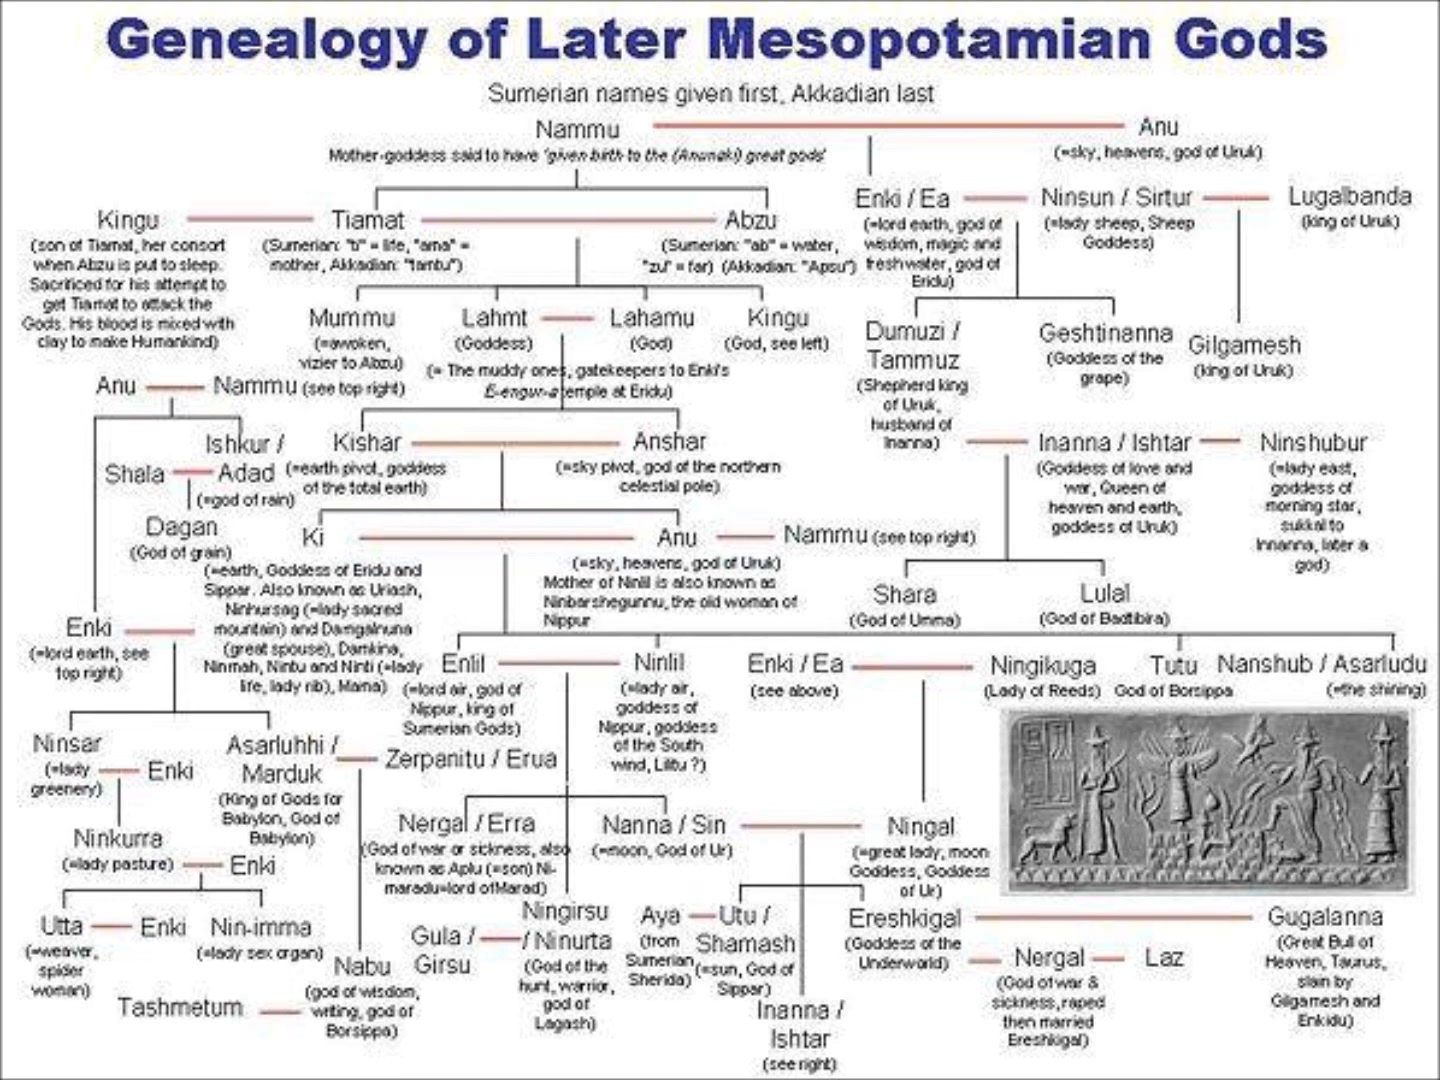 Genealogy of Later Mesopotamian Gods
Sumerian names given first, Akkadian last
Nammu
Anu
Mother-goddess said to have 'given birth to the (Anunaki) great gods'
(=sky, heavens, god of Uruk)
Kingu
(son of Tiamat, her consort
when Abzu is put to sleep.
Sacrificed for his attempt to
get Tiamat to attack the
Gods. His blood is mixed with
clay to make Humankind)
Tiamat
(Sumerian: "ti" = life, "ama" =
mother, Akkadian: "tamtu")
Abzu
(Sumerian: "ab" = water,
"zu" = far) (Akkadian: "Apsu")
Enki / Ea
(=lord earth, god of
wisdom, magic and
freshwater, god of
Eridu)
Ninsun / Sirtur
(=lady sheep, Sheep
Goddess)
Lugalbanda
(king of Uruk)
Mummu
(=awoken,
vizier to Abzu)
Lahmt
(Goddess)
Lahamu
(God)
Kingu
(God, see left)
(= The muddy ones, gatekeepers to Enki's
E-engur-a temple at Eridu)
Dumuzi /
Tammuz
(Shepherd king
of Uruk,
husband of
Inanna)
Geshtinanna
(Goddess of the
grape)
Gilgamesh
(king of Uruk)
Anu
Nammu (see top right)
Ishkur /
Shala
Adad
(=god of rain)
Dagan
(God of grain)
Kishar
(=earth pivot, goddess
of the total earth)
Anshar
(=sky pivot, god of the northern
celestial pole)
Inanna / Ishtar
(Goddess of love and
war, Queen of
heaven and earth,
goddess of Uruk)
Ninshubur
(=lady east,
goddess of
morning star,
sukkal to
Innanna, later a
god)
Ki
(=earth, Goddess of Eridu and
Sippar. Also known as Uriash,
Ninhursag (=lady sacred
mountain) and Damgalnuna
(great spouse), Damkina,
Ninmah, Nintu and Ninti (=lady
life, lady rib), Mama)
Anu
(=sky, heavens, god of Uruk)
Mother of Ninlil is also known as
Ninbarshegunnu, the old woman of
Nippur
Nammu (see top right)
Shara
(God of Umma)
Lulal
(God of Badtibira)
Enki
(=lord earth, see
top right)
Enlil
(=lord air, god of
Nippur, king of
Sumerian Gods)
Ninlil
(=lady air,
goddess of
Nippur, goddess
of the South
wind, Lilitu ?)
Enki / Ea
(see above)
Ningikuga
(Lady of Reeds)
Tutu
God of Borsippa
Nanshub / Asarludu
(=the shining)
Ninsar
(=lady
greenery)
Enki
Asarluhhi /
Marduk
(King of Gods for
Babylon, God of
Babylon)
Zerpanitu / Erua
Ninkurra
(=lady pasture)
Enki
Nergal / Erra
(God of war or sickness, also
known as Aplu (=son) Ni-
maradu=lord of Marad)
Nanna / Sin
(=moon, God of Ur)
Ningal
(=great lady, moon
Goddess, Goddess
of Ur)
Utta
(=weaver,
spider
woman)
Enki
Nin-imma
(=lady sex organ)
Tashmetum
Nabu
(god of wisdom,
writing, god of
Borsippa)
Gula /
Girsu
Ningirsu
/ Ninurta
(God of the
hunt, warrior,
god of
Lagash)
Aya
(from
Sumerian
Sherida)
Utu /
Shamash
(=sun, God of
Sippar)
Inanna /
Ishtar
(see right)
Ereshkigal
(Goddess of the
Underworld)
Nergal
(God of war &
sickness, raped
then married
Ereshkigal)
Laz
Gugalanna
(Great Bull of
Heaven, Taurus,
slain by
Gilgamesh and
Enkidu)